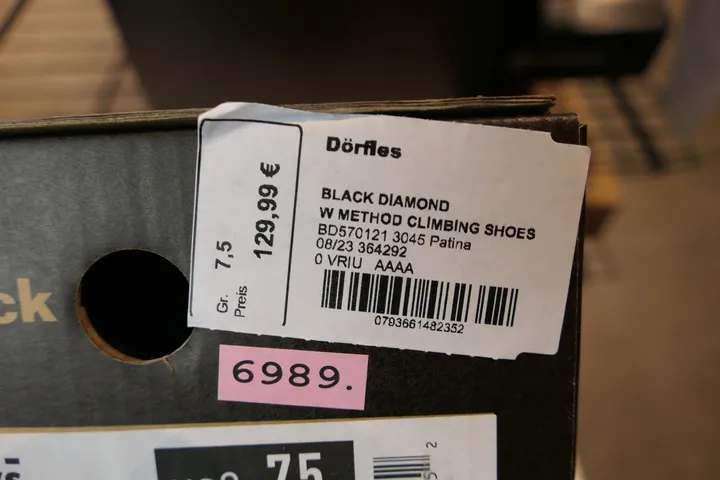 Dörfles
Gr. 7,5
Preis 129,99 €
BLACK DIAMOND
W METHOD CLIMBING SHOES
BD570121 3045 Patina
08/23 364292
0 VRIU AAAA
0793661482352
6989.
ck
7.5